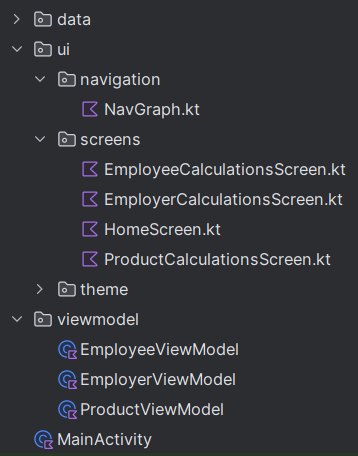 data
ui
navigation
NavGraph.kt
screens
EmployeeCalculationsScreen.kt
EmployerCalculationsScreen.kt
HomeScreen.kt
ProductCalculationsScreen.kt
theme
viewmodel
EmployeeViewModel
EmployerViewModel
ProductViewModel
MainActivity